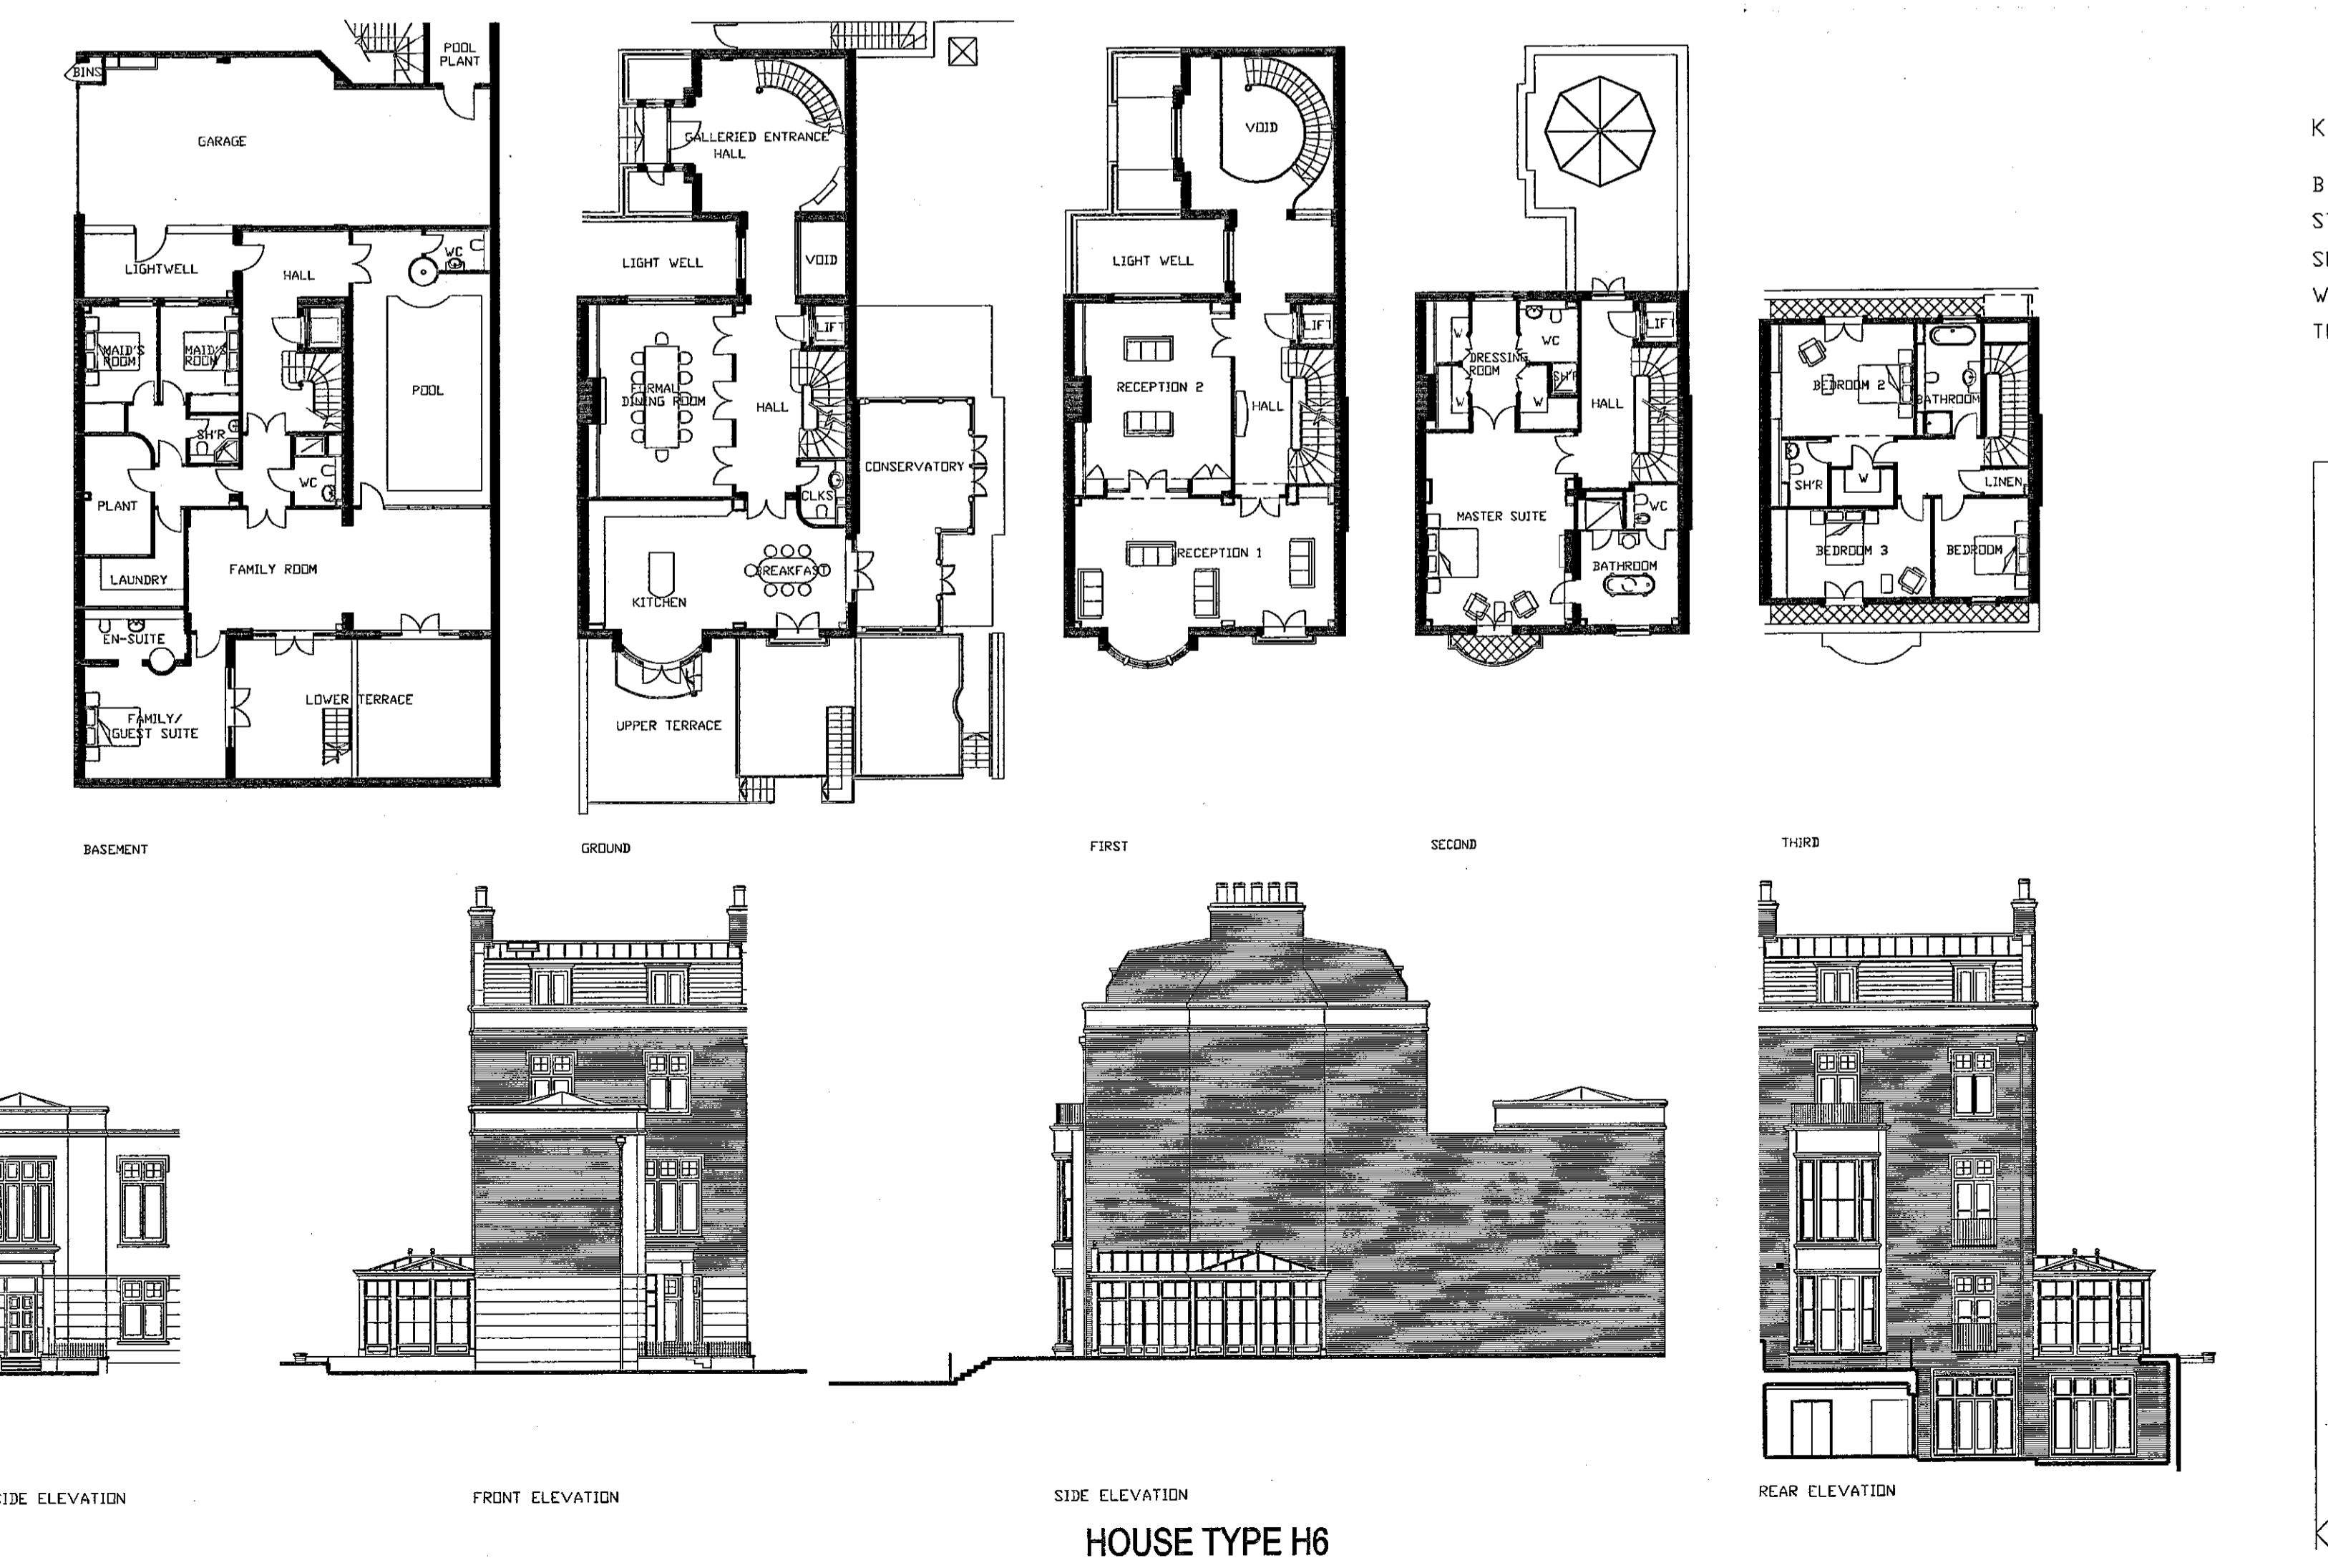 POOL
PLANT
BINS
GARAGE
LIGHTWELL
HALL
WC
MAID'S
ROOM
MAID'S
ROOM
POOL
SH'R
WC
PLANT
FAMILY ROOM
LAUNDRY
EN-SUITE
LOWER TERRACE
FAMILY/
GUEST SUITE
BASEMENT
GALLERIED ENTRANCE
HALL
LIGHT WELL
VOID
LIFT
FORMAL
DINING ROOM
HALL
CONSERVATORY
CLKS
BREAKFAST
KITCHEN
UPPER TERRACE
GROUND
VOID
LIGHT WELL
LIFT
RECEPTION 2
HALL
RECEPTION 1
FIRST
LIFT
W
WC
DRESSING
ROOM
SH'R
W
W
HALL
MASTER SUITE
WC
BATHROOM
SECOND
BEDROOM 2
BATHROOM
SH'R
W
LINEN
BEDROOM 3
BEDROOM
THIRD
K
B
W
IDE ELEVATION
FRONT ELEVATION
SIDE ELEVATION
REAR ELEVATION
HOUSE TYPE H6